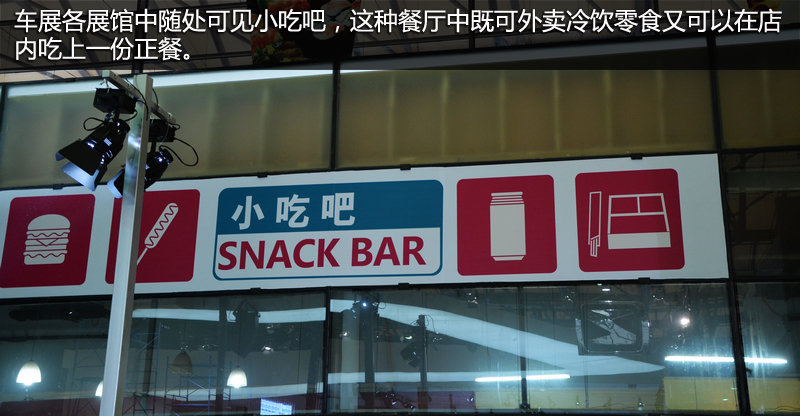 车展各展馆中随处可见小吃吧，这种餐厅中既可外卖冷饮零食又可以在店
内吃上一份正餐。
小吃吧
SNACK BAR